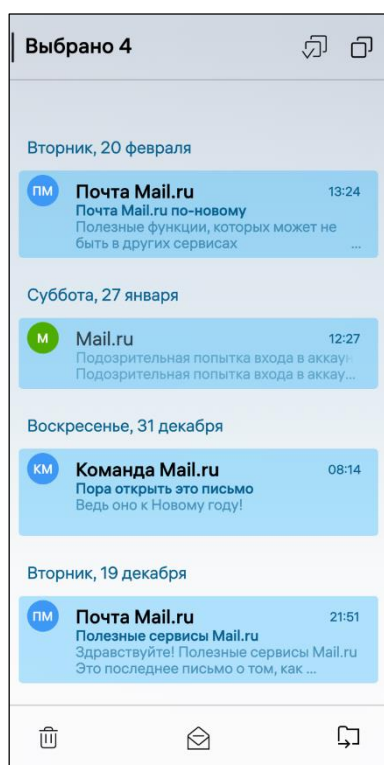 Выбрано 4
Вторник, 20 февраля
ПМ
Почта Mail.ru
13:24
Почта Mail.ru по-новому
Полезные функции, которых может не
быть в других сервисах
...
Суббота, 27 января
М
Mail.ru
12:27
Подозрительная попытка входа в аккаун
Подозрительная попытка входа в аккау...
Воскресенье, 31 декабря
КМ
Команда Mail.ru
08:14
Пора открыть это письмо
Ведь оно к Новому году!
Вторник, 19 декабря
ПМ
Почта Mail.ru
21:51
Полезные сервисы Mail.ru
Здравствуйте! Полезные сервисы Mail.ru
Это последнее письмо о том, как ...